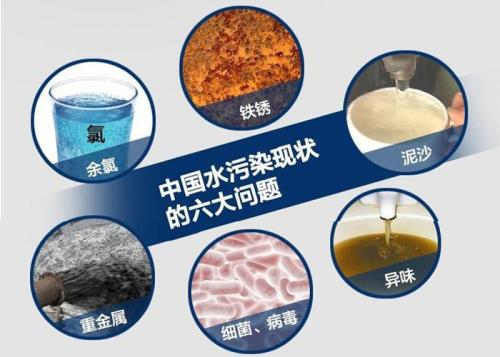 铁锈
氯
余氯
泥沙
中国水污染现状
的六大问题
重金属
细菌、病毒
异味